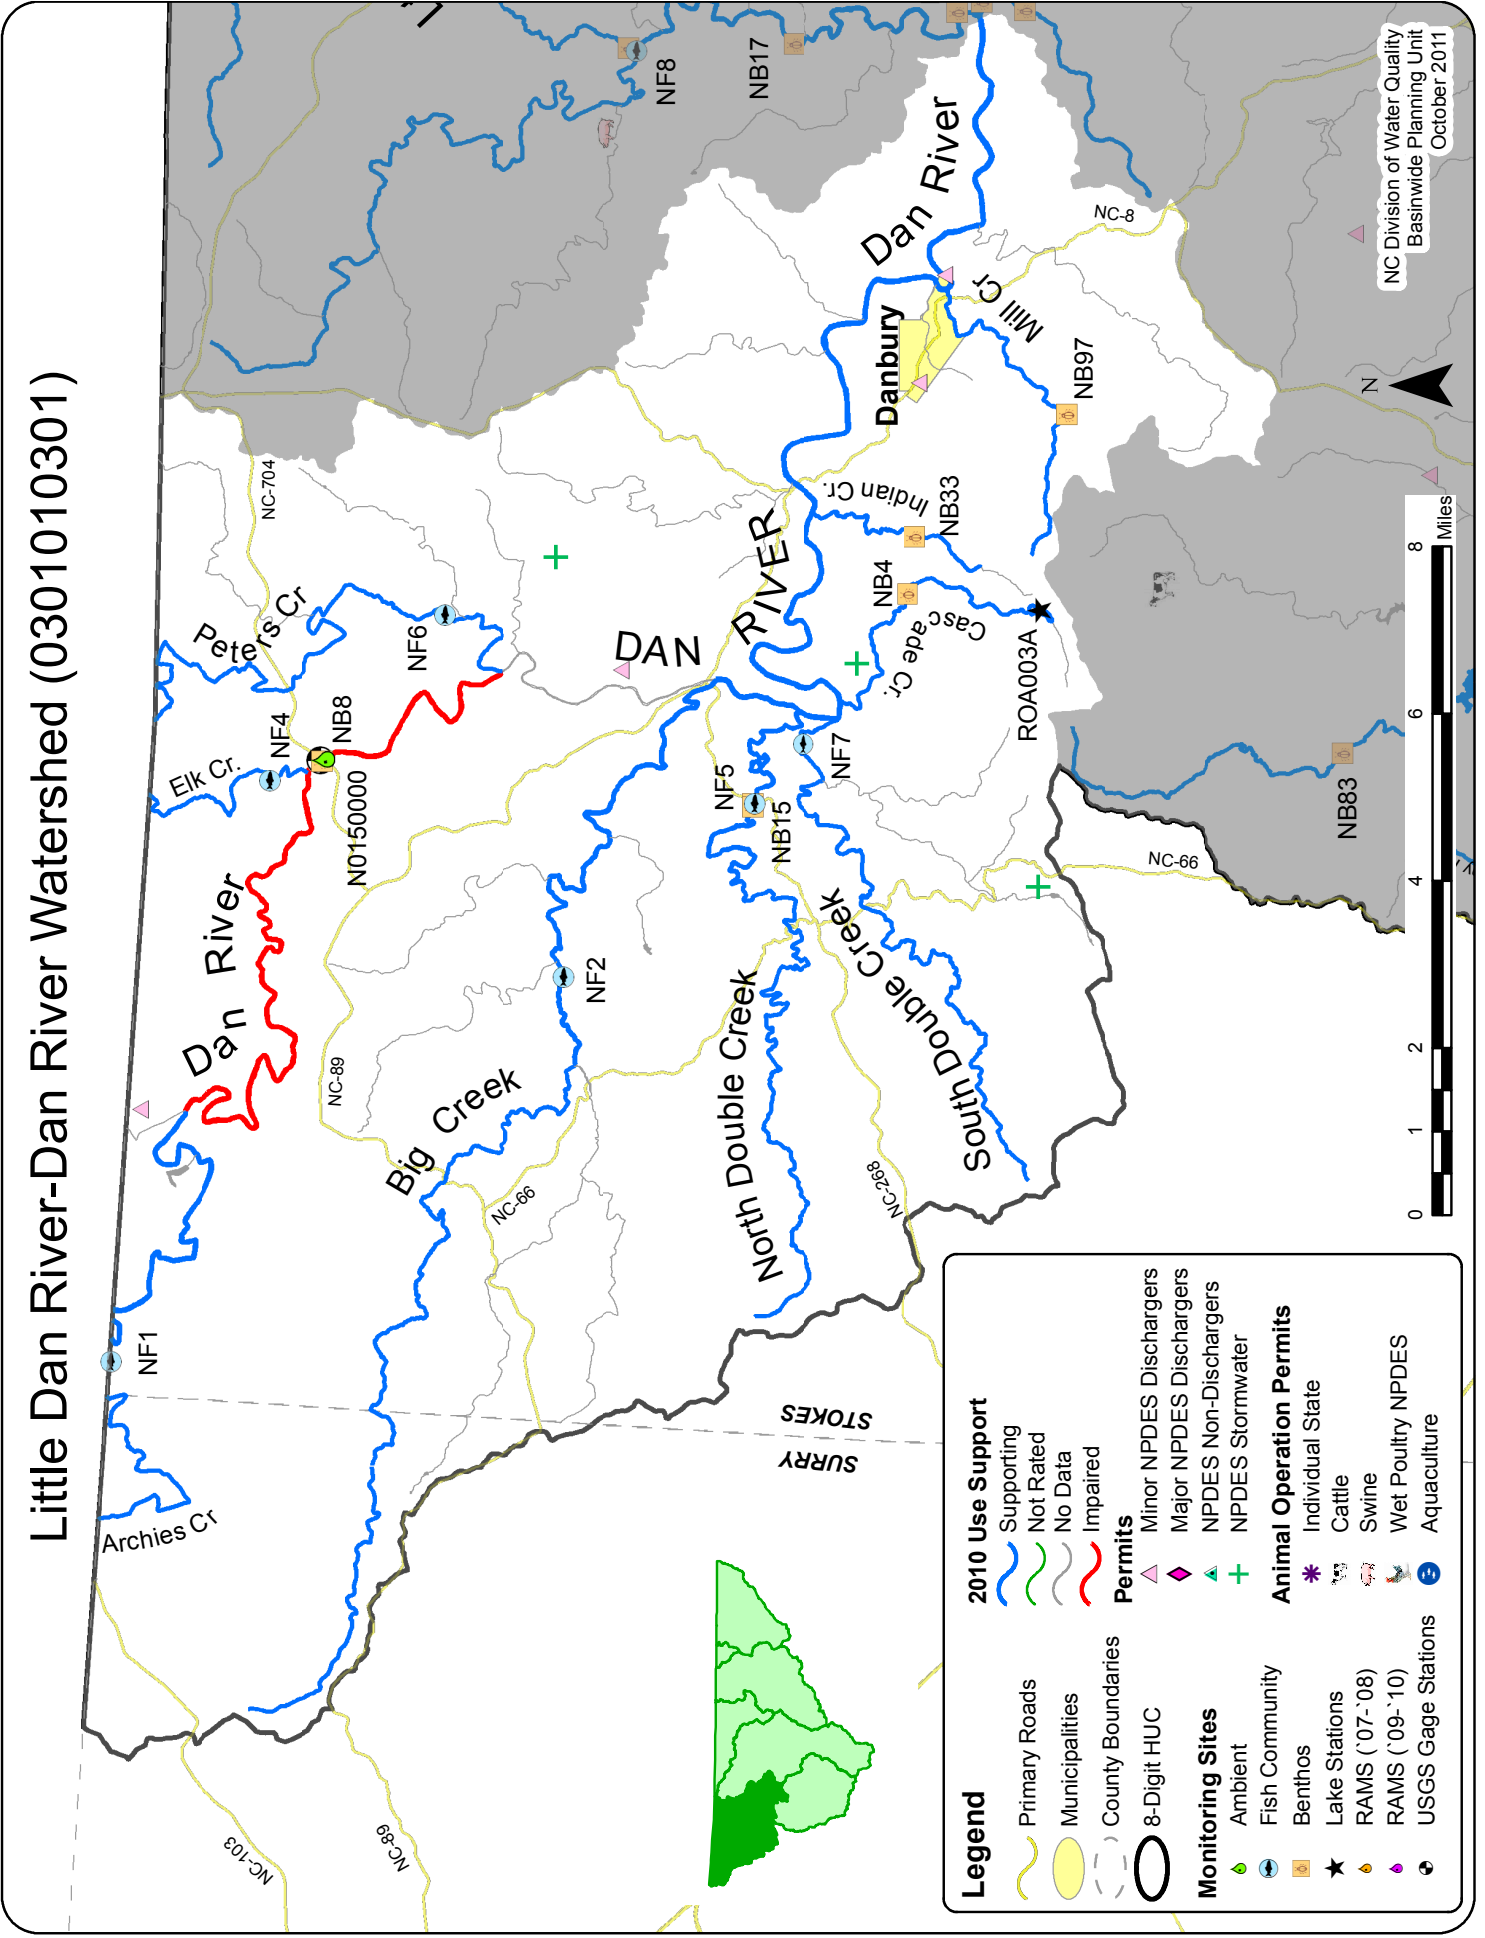 Little Dan River-Dan River Watershed (0301010301)
Archies Cr
NF1
Dan River
Elk Cr.
NF4
NB8
N0150000
Peters Cr
NF6
NC-704
NC-89
NC-103
NC-89
Big Creek
NC-66
NF2
DAN RIVER
NF8
NB17
SURRY
STOKES
North Double Creek
NF5
NB15
NF7
South Double Creek
NC-268
Cascade Cr.
NB4
Indian Cr.
NB33
ROA003A
Danbury
Dan River
Mill Cr
NB97
NC-8
NC-66
NB83
N
0 1 2 4 6 8
Miles
NC Division of Water Quality
Basinwide Planning Unit
October 2011
Legend
Primary Roads
Municipalities
County Boundaries
8-Digit HUC
Monitoring Sites
Ambient
Fish Community
Benthos
Lake Stations
RAMS (`07-`08)
RAMS (`09-`10)
USGS Gage Stations
2010 Use Support
Supporting
Not Rated
No Data
Impaired
Permits
Minor NPDES Dischargers
Major NPDES Dischargers
NPDES Non-Dischargers
NPDES Stormwater
Animal Operation Permits
Individual State
Cattle
Swine
Wet Poultry NPDES
Aquaculture